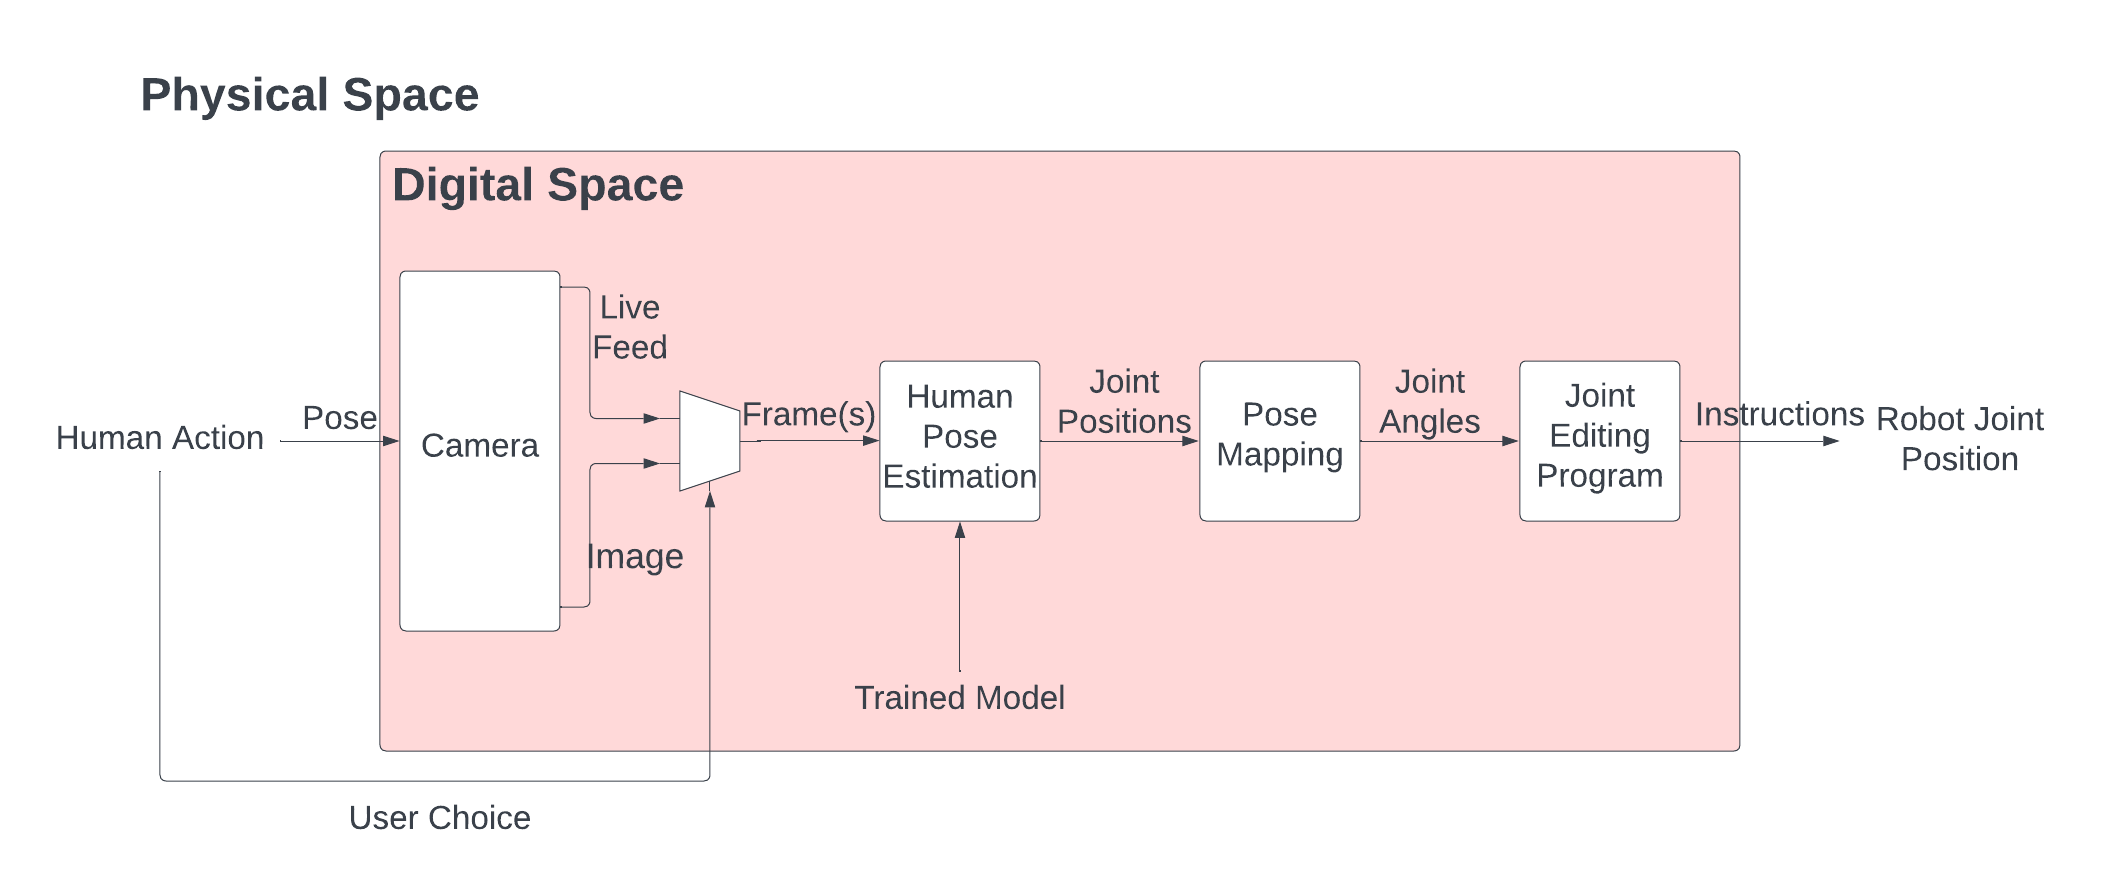 Physical Space
Digital Space
Live
Feed
Human Action
Pose
Camera
Image
Frame(s)
Human
Pose
Estimation
Joint
Positions
Pose
Mapping
Joint
Angles
Joint
Editing
Program
Instructions
Robot Joint
Position
Trained Model
User Choice